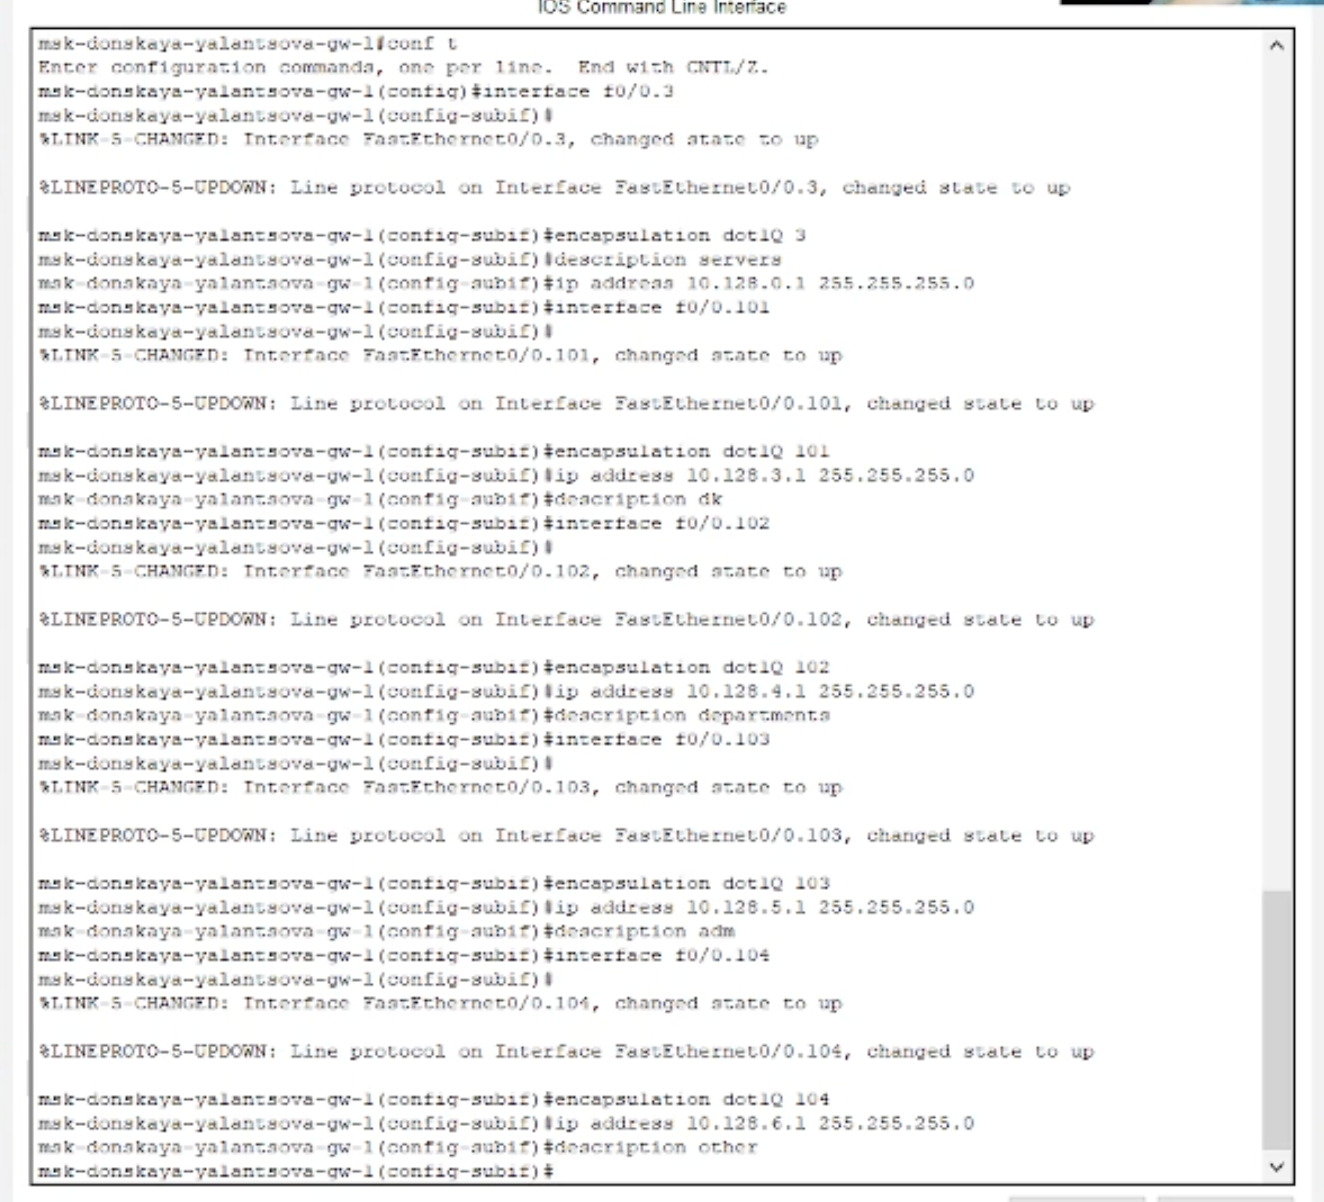 IOS Command Line Interface
msk-donskaya-yalantsova-gw-1#conf t
Enter configuration commands, one per line.  End with CNTL/Z.
msk-donskaya-yalantsova-gw-1(config)#interface f0/0.3
msk-donskaya-yalantsova-gw-1(config-subif)#
%LINK-5-CHANGED: Interface FastEthernet0/0.3, changed state to up
%LINEPROTO-5-UPDOWN: Line protocol on Interface FastEthernet0/0.3, changed state to up
msk-donskaya-yalantsova-gw-1(config-subif)#encapsulation dot1Q 3
msk-donskaya-yalantsova-gw-1(config-subif)#description servers
msk-donskaya-yalantsova-gw-1(config-subif)#ip address 10.128.0.1 255.255.255.0
msk-donskaya-yalantsova-gw-1(config-subif)#interface f0/0.101
msk-donskaya-yalantsova-gw-1(config-subif)#
%LINK-5-CHANGED: Interface FastEthernet0/0.101, changed state to up
%LINEPROTO-5-UPDOWN: Line protocol on Interface FastEthernet0/0.101, changed state to up
msk-donskaya-yalantsova-gw-1(config-subif)#encapsulation dot1Q 101
msk-donskaya-yalantsova-gw-1(config-subif)#ip address 10.128.3.1 255.255.255.0
msk-donskaya-yalantsova-gw-1(config-subif)#description dk
msk-donskaya-yalantsova-gw-1(config-subif)#interface f0/0.102
msk-donskaya-yalantsova-gw-1(config-subif)#
%LINK-5-CHANGED: Interface FastEthernet0/0.102, changed state to up
%LINEPROTO-5-UPDOWN: Line protocol on Interface FastEthernet0/0.102, changed state to up
msk-donskaya-yalantsova-gw-1(config-subif)#encapsulation dot1Q 102
msk-donskaya-yalantsova-gw-1(config-subif)#ip address 10.128.4.1 255.255.255.0
msk-donskaya-yalantsova-gw-1(config-subif)#description departments
msk-donskaya-yalantsova-gw-1(config-subif)#interface f0/0.103
msk-donskaya-yalantsova-gw-1(config-subif)#
%LINK-5-CHANGED: Interface FastEthernet0/0.103, changed state to up
%LINEPROTO-5-UPDOWN: Line protocol on Interface FastEthernet0/0.103, changed state to up
msk-donskaya-yalantsova-gw-1(config-subif)#encapsulation dot1Q 103
msk-donskaya-yalantsova-gw-1(config-subif)#ip address 10.128.5.1 255.255.255.0
msk-donskaya-yalantsova-gw-1(config-subif)#description adm
msk-donskaya-yalantsova-gw-1(config-subif)#interface f0/0.104
msk-donskaya-yalantsova-gw-1(config-subif)#
%LINK-5-CHANGED: Interface FastEthernet0/0.104, changed state to up
%LINEPROTO-5-UPDOWN: Line protocol on Interface FastEthernet0/0.104, changed state to up
msk-donskaya-yalantsova-gw-1(config-subif)#encapsulation dot1Q 104
msk-donskaya-yalantsova-gw-1(config-subif)#ip address 10.128.6.1 255.255.255.0
msk-donskaya-yalantsova-gw-1(config-subif)#description other
msk-donskaya-yalantsova-gw-1(config-subif)#